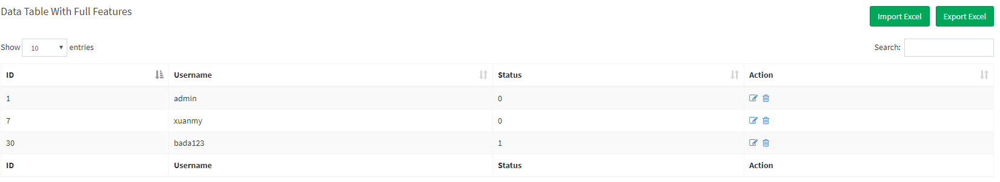 Data Table With Full Features
Import Excel Export Excel
Show 10 entries Search:
ID Username Status Action
1 admin 0
7 xuanmy 0
30 bada123 1
ID Username Status Action